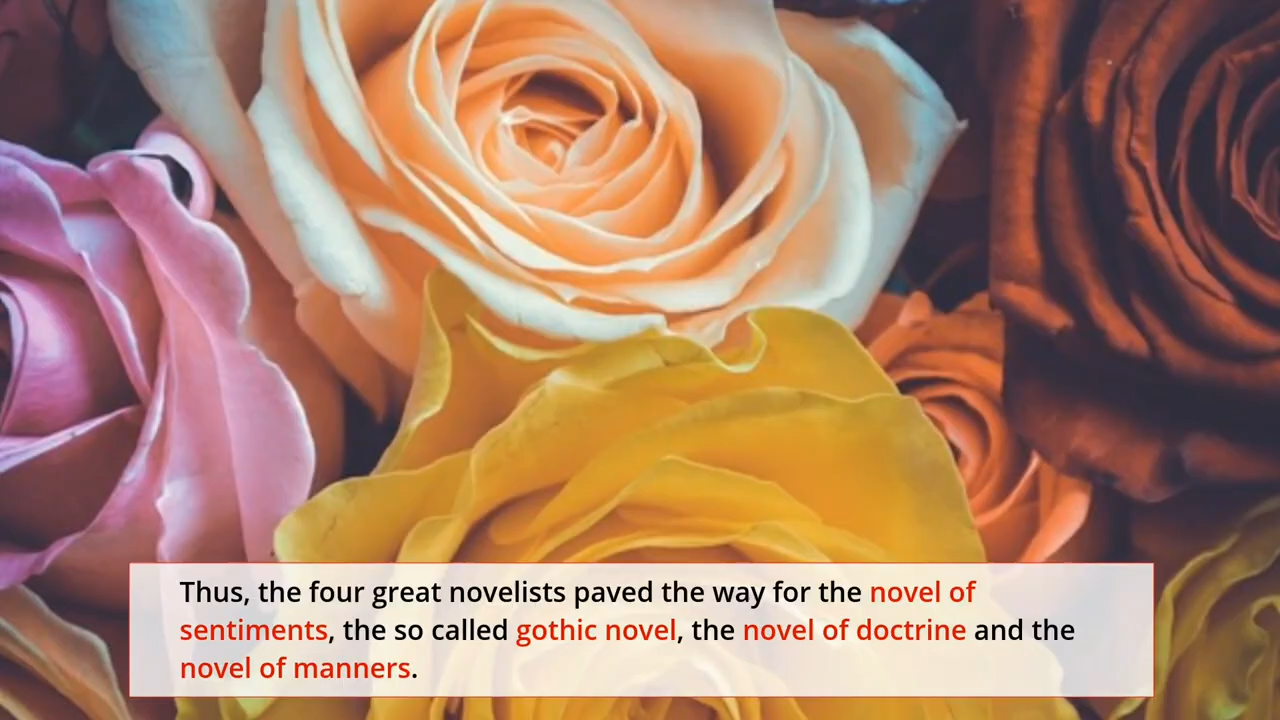 Thus, the four great novelists paved the way for the novel of
sentiments, the so called gothic novel, the novel of doctrine and the
novel of manners.